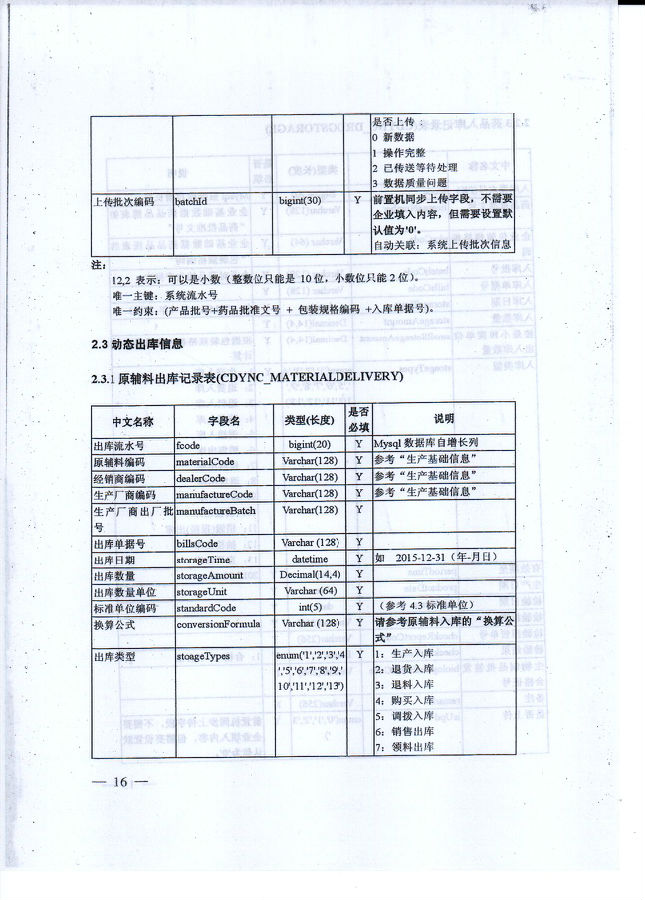 是否上传：
0 新数据
1 操作完整
2 已传送等待处理
3 数据质量问题
上传批次编码 batchId bigint(30) Y 前置机同步上传字段，不需要
企业填入内容，但需要设置默
认值为'0'。
自动关联：系统上传批次信息
注：
12,2 表示：可以是小数（整数位只能是 10 位，小数位只能 2 位）。
唯一主键：系统流水号
唯一约束：(产品批号+药品批准文号 + 包装规格编码 +入库单据号)。
2.3 动态出库信息
2.3.1 原辅料出库记录表(CDYNC_MATERIALDELIVERY)
中文名称 字段名 类型(长度) 是否 说明
必填
出库流水号 fcode bigint(20) Y Mysql 数据库自增长列
原辅料编码 materialCode Varchar(128) Y 参考“生产基础信息”
经销商编码 dealerCode Varchar(128) Y 参考“生产基础信息”
生产厂商编码 manufactureCode Varchar(128) Y 参考“生产基础信息”
生产厂商出厂批 manufactureBatch Varchar(128) Y
号
出库单据号 billsCode Varchar (128) Y
出库日期 storageTime datetime Y 如 2015-12-31（年-月日）
出库数量 storageAmount Decimal(14,4) Y
出库数量单位 storageUnit Varchar (64) Y
标准单位编码 standardCode int(5) Y （参考 4.3 标准单位）
换算公式 conversionFormula Varchar (128) Y 请参考原辅料入库的“换算公
式”
出库类型 stoageTypes enum('1','2','3','4 Y 1：生产入库
','5','6','7','8','9',' 2：退货入库
10','11','12','13') 3：退料入库
4：购买入库
5：调拨入库
6：销售出库
7：领料出库
— 16 —